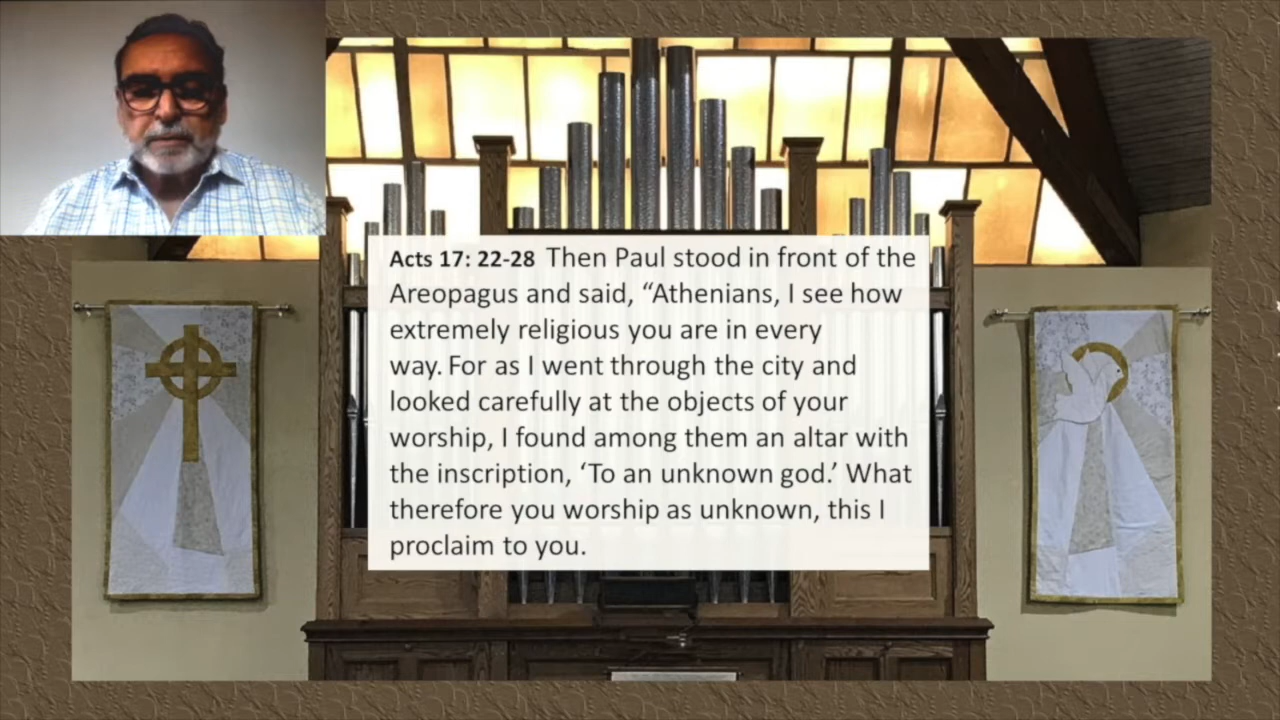 Acts 17: 22-28 Then Paul stood in front of the
Areopagus and said, “Athenians, I see how
extremely religious you are in every
way. For as I went through the city and
looked carefully at the objects of your
worship, I found among them an altar with
the inscription, ‘To an unknown god.’ What
therefore you worship as unknown, this I
proclaim to you.